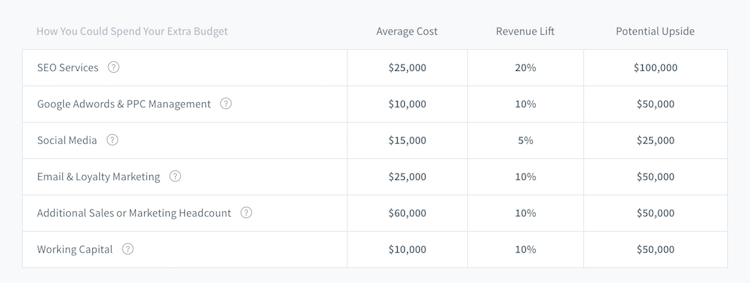 How You Could Spend Your Extra Budget Average Cost Revenue Lift Potential Upside
SEO Services ? $25,000 20% $100,000
Google Adwords & PPC Management ? $10,000 10% $50,000
Social Media ? $15,000 5% $25,000
Email & Loyalty Marketing ? $25,000 10% $50,000
Additional Sales or Marketing Headcount ? $60,000 10% $50,000
Working Capital ? $10,000 10% $50,000